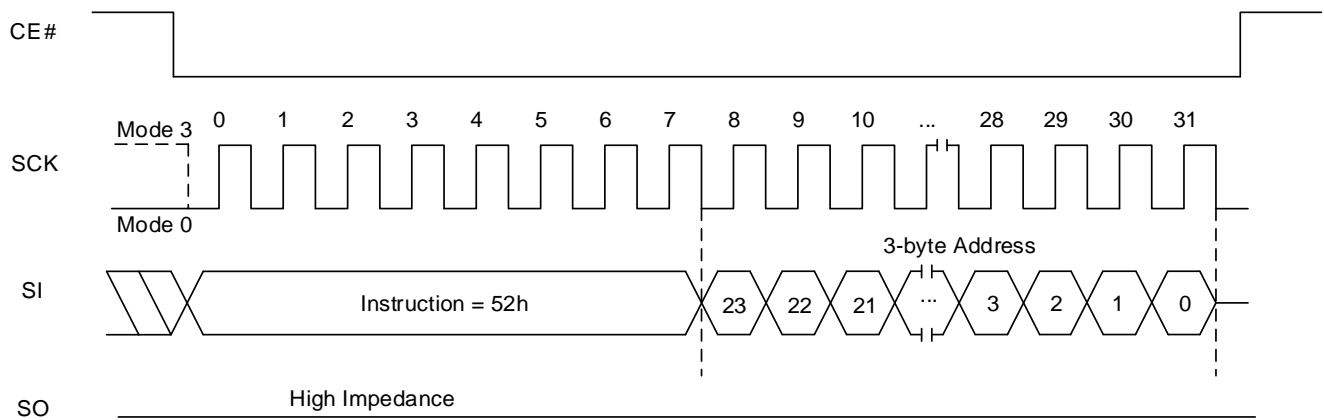 CE#
0 1 2 3 4 5 6 7 8 9 10 ... 28 29 30 31
Mode 3
SCK
Mode 0
3-byte Address
SI
Instruction = 52h 23 22 21 ... 3 2 1 0
High Impedance
SO